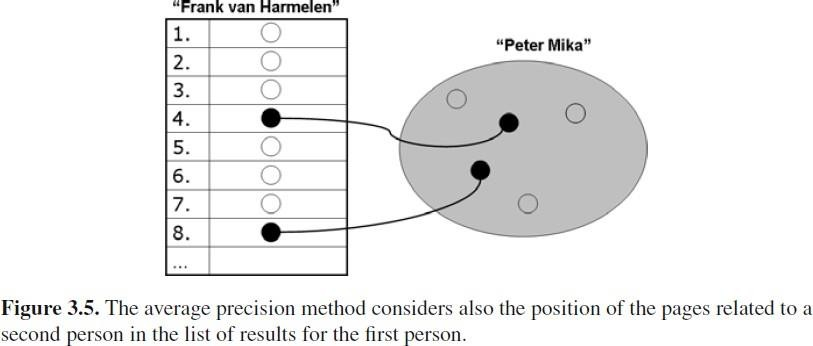 "Frank van Harmelen"
1.
2.
3.
4.
5.
6.
7.
8.
...
"Peter Mika"
Figure 3.5. The average precision method considers also the position of the pages related to a
second person in the list of results for the first person.